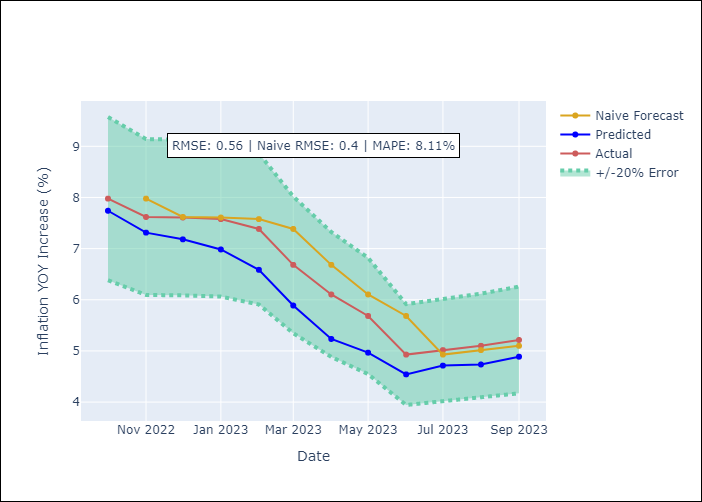 RMSE: 0.56 | Naive RMSE: 0.4 | MAPE: 8.11%
Naive Forecast
Predicted
Actual
+/-20% Error
Inflation YOY Increase (%)
9
8
7
6
5
4
Nov 2022
Jan 2023
Mar 2023
May 2023
Jul 2023
Sep 2023
Date